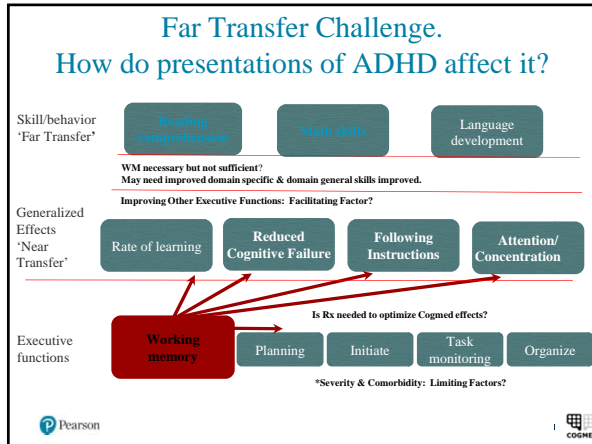 Far Transfer Challenge.
How do presentations of ADHD affect it?
Skill/behavior
‘Far Transfer’
Reading
comprehension
Math skills
Language
development
WM necessary but not sufficient?
May need improved domain specific & domain general skills improved.
Improving Other Executive Functions: Facilitating Factor?
Generalized
Effects
‘Near
Transfer’
Rate of learning
Reduced
Cognitive Failure
Following
Instructions
Attention/
Concentration
Is Rx needed to optimize Cogmed effects?
Executive
functions
Working
memory
Planning
Initiate
Task
monitoring
Organize
*Severity & Comorbidity: Limiting Factors?
Pearson
COGMED